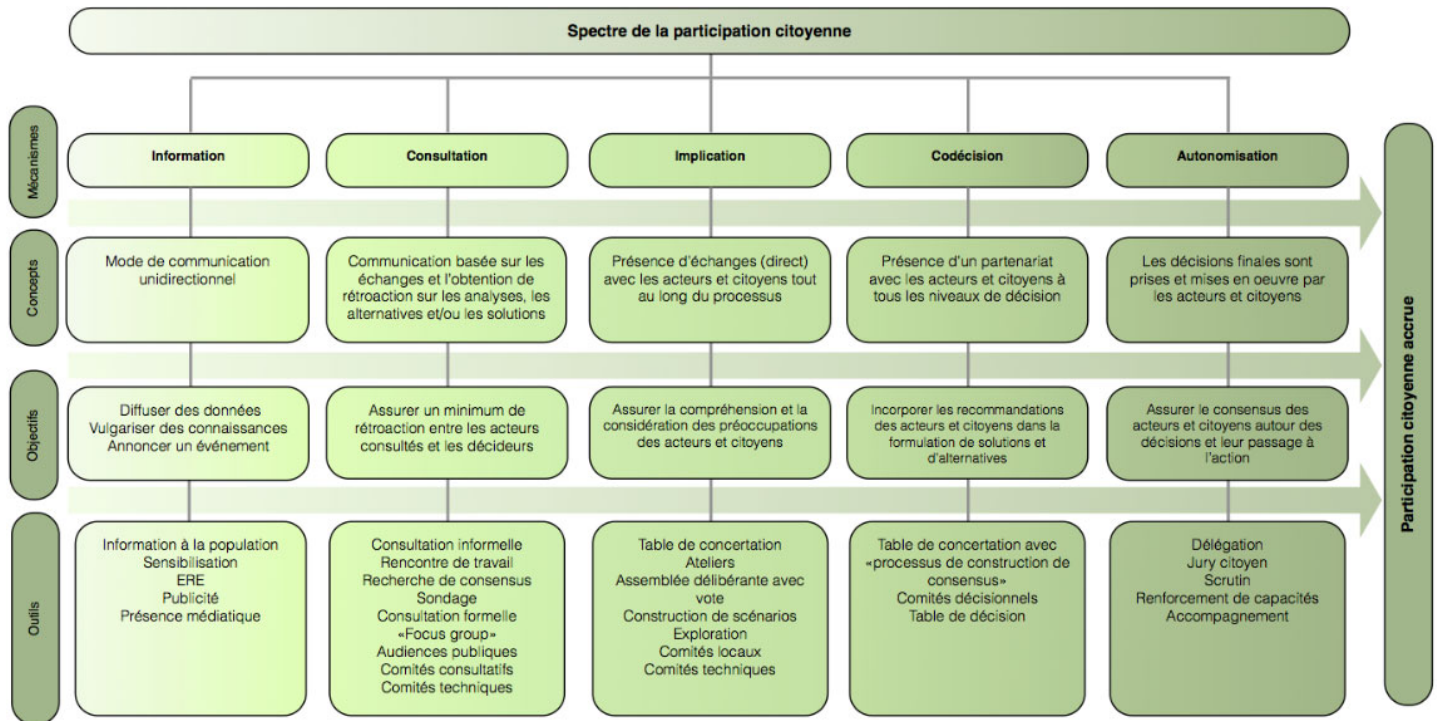 Spectre de la participation citoyenne
Mécanismes
Information
Consultation
Implication
Codécision
Autonomisation
Concepts
Mode de communication
unidirectionnel
Communication basée sur les
échanges et l'obtention de
rétroaction sur les analyses, les
alternatives et/ou les solutions
Présence d'échanges (direct)
avec les acteurs et citoyens tout
au long du processus
Présence d'un partenariat
avec les acteurs et citoyens à
tous les niveaux de décision
Les décisions finales sont
prises et mises en oeuvre par
les acteurs et citoyens
Objectifs
Diffuser des données
Vulgariser des connaissances
Annoncer un événement
Assurer un minimum de
rétroaction entre les acteurs
consultés et les décideurs
Assurer la compréhension et la
considération des préoccupations
des acteurs et citoyens
Incorporer les recommandations
des acteurs et citoyens dans la
formulation de solutions et
d'alternatives
Assurer le consensus des
acteurs et citoyens autour des
décisions et leur passage à
l'action
Outils
Information à la population
Sensibilisation
ERE
Publicité
Présence médiatique
Consultation informelle
Rencontre de travail
Recherche de consensus
Sondage
Consultation formelle
«Focus group»
Audiences publiques
Comités consultatifs
Comités techniques
Table de concertation
Ateliers
Assemblée délibérante avec
vote
Construction de scénarios
Exploration
Comités locaux
Comités techniques
Table de concertation avec
«processus de construction de
consensus»
Comités décisionnels
Table de décision
Délégation
Jury citoyen
Scrutin
Renforcement de capacités
Accompagnement
Participation citoyenne accrue